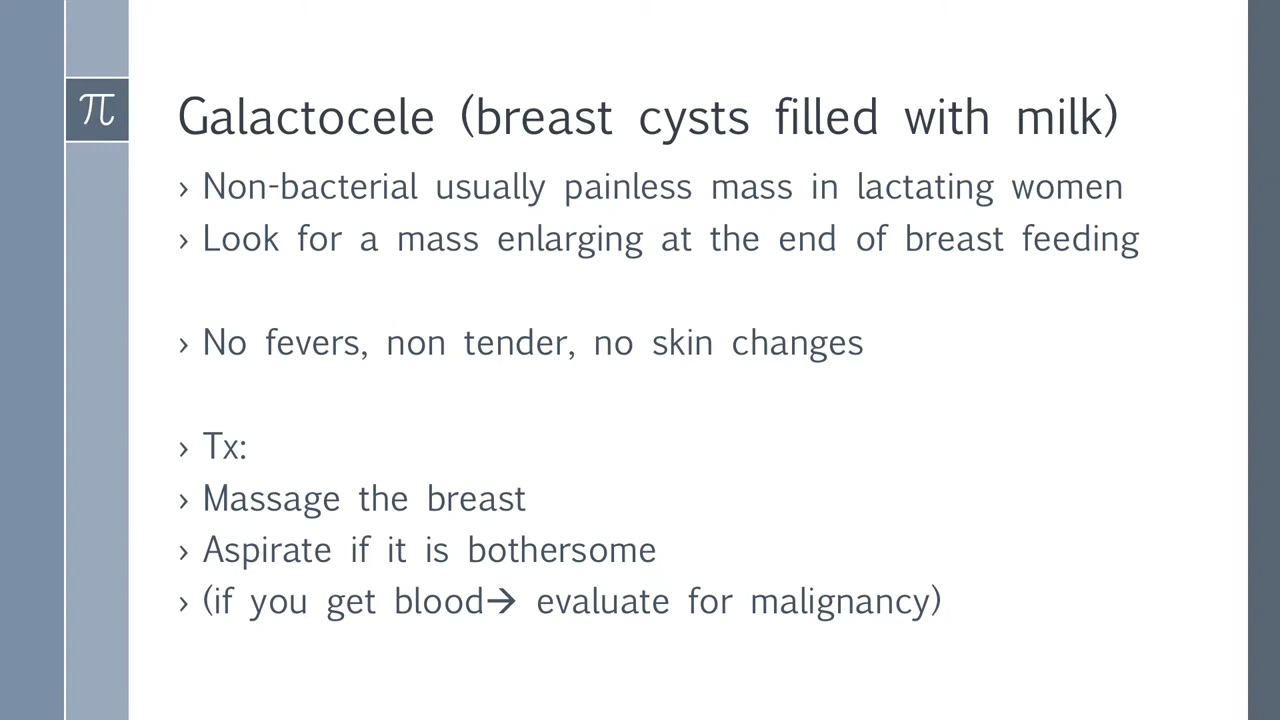 π
Galactocele (breast cysts filled with milk)
› Non-bacterial usually painless mass in lactating women
› Look for a mass enlarging at the end of breast feeding
› No fevers, non tender, no skin changes
› Tx:
› Massage the breast
› Aspirate if it is bothersome
› (if you get blood→ evaluate for malignancy)